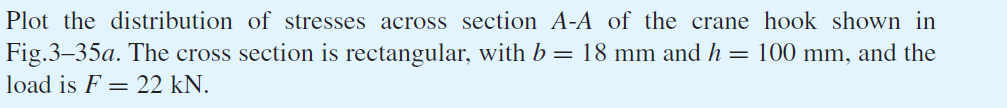 Plot the distribution of stresses across section A-A of the crane hook shown in
Fig.3–35a. The cross section is rectangular, with b = 18 mm and h = 100 mm, and the
load is F = 22 kN.